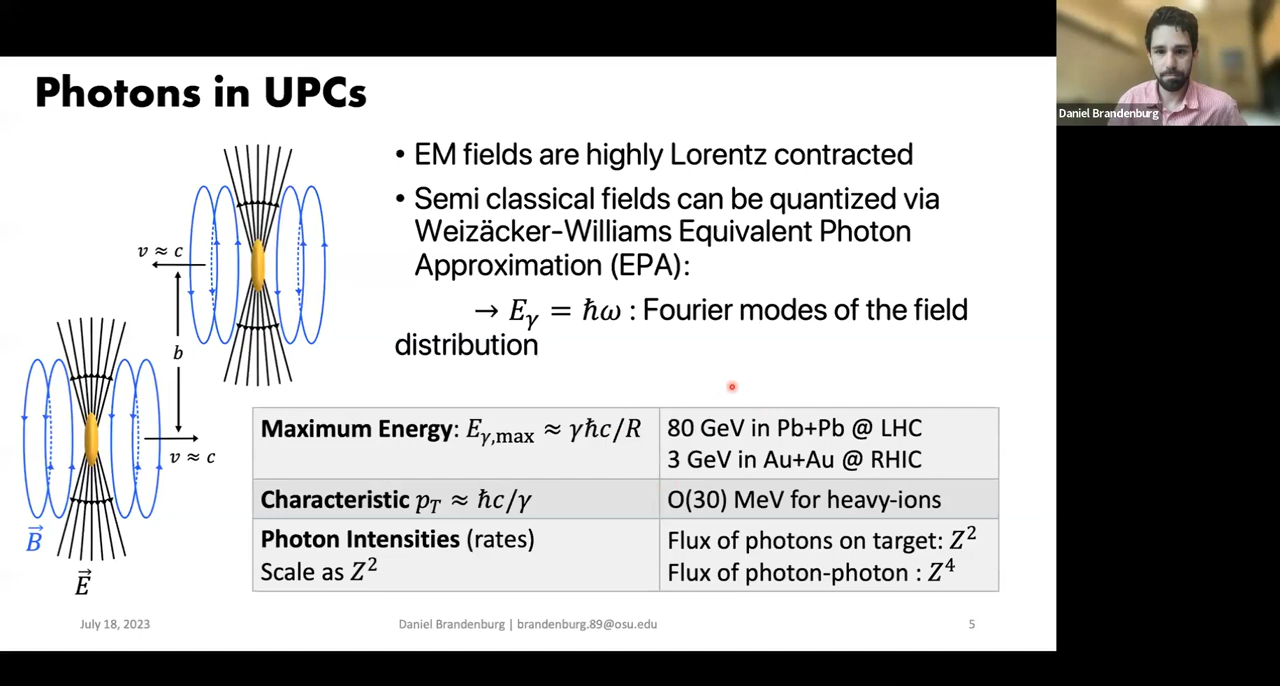 Photons in UPCs
Daniel Brandenburg
• EM fields are highly Lorentz contracted
• Semi classical fields can be quantized via
Weizäcker-Williams Equivalent Photon
Approximation (EPA):
→ E_γ = ħω : Fourier modes of the field
distribution
v ≈ c
b
v ≈ c
B⃗
E⃗
Maximum Energy: E_γ,max ≈ γħc/R
80 GeV in Pb+Pb @ LHC
3 GeV in Au+Au @ RHIC
Characteristic p_T ≈ ħc/γ
O(30) MeV for heavy-ions
Photon Intensities (rates)
Scale as Z²
Flux of photons on target: Z²
Flux of photon-photon : Z⁴
July 18, 2023
Daniel Brandenburg | brandenburg.89@osu.edu
5